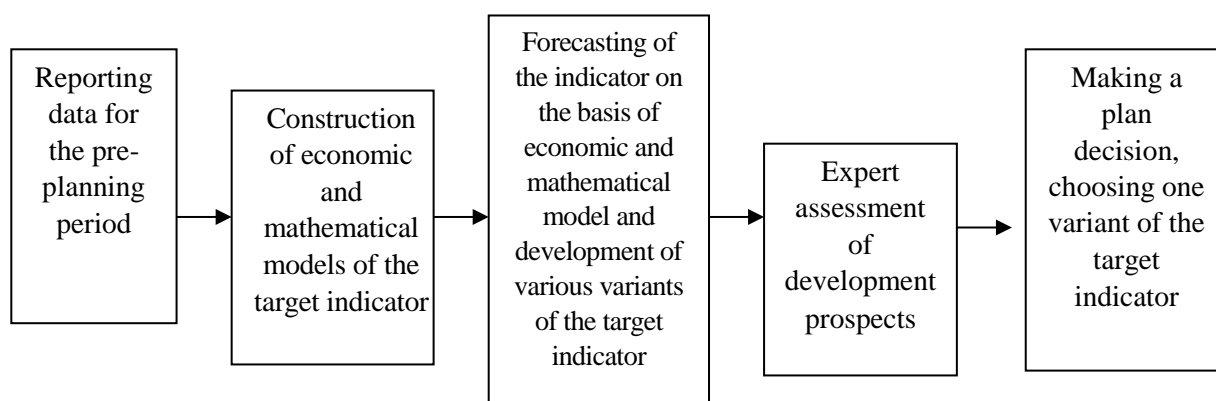 Reporting
data for
the pre-
planning
period
Construction
of economic
and
mathematical
models of the
target indicator
Forecasting of
the indicator on
the basis of
economic and
mathematical
model and
development of
various variants
of the target
indicator
Expert
assessment
of
development
prospects
Making a
plan
decision,
choosing one
variant of the
target
indicator